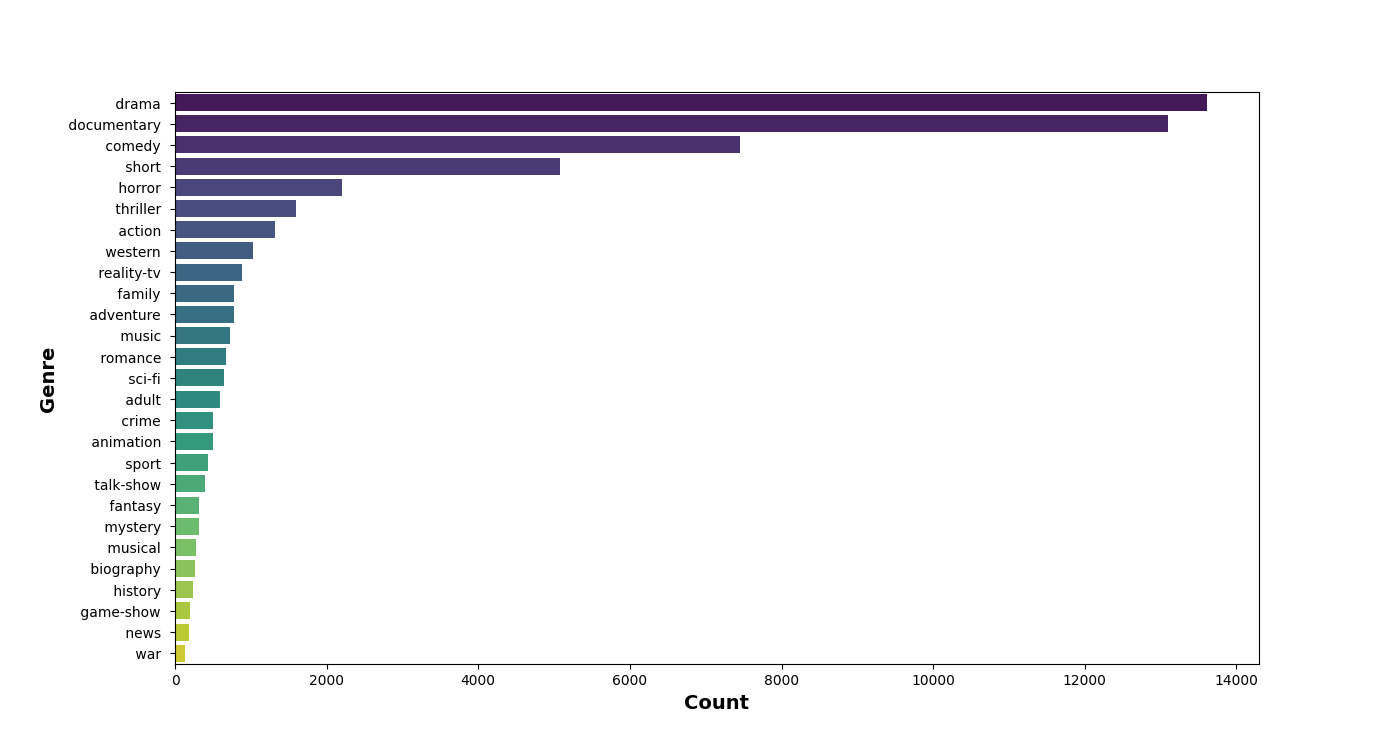 drama
documentary
comedy
short
horror
thriller
action
western
reality-tv
family
adventure
music
romance
sci-fi
adult
crime
animation
sport
talk-show
fantasy
mystery
musical
biography
history
game-show
news
war
Genre
0 2000 4000 6000 8000 10000 12000 14000
Count